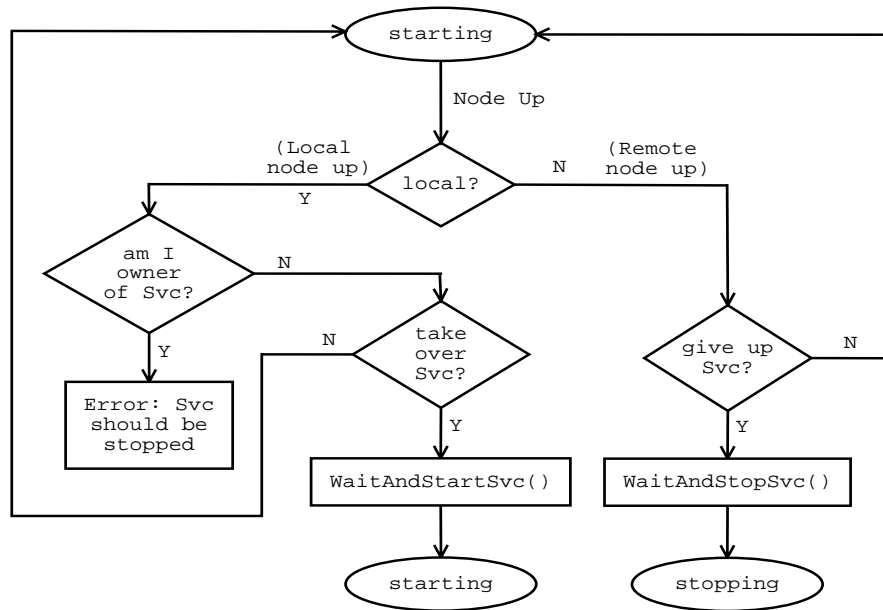 starting
Node Up
(Local
node up)
local?
N
(Remote
node up)
Y
am I
owner
of Svc?
N
Y
Error: Svc
should be
stopped
N
take
over
Svc?
Y
WaitAndStartSvc()
starting
give up
Svc?
N
Y
WaitAndStopSvc()
stopping